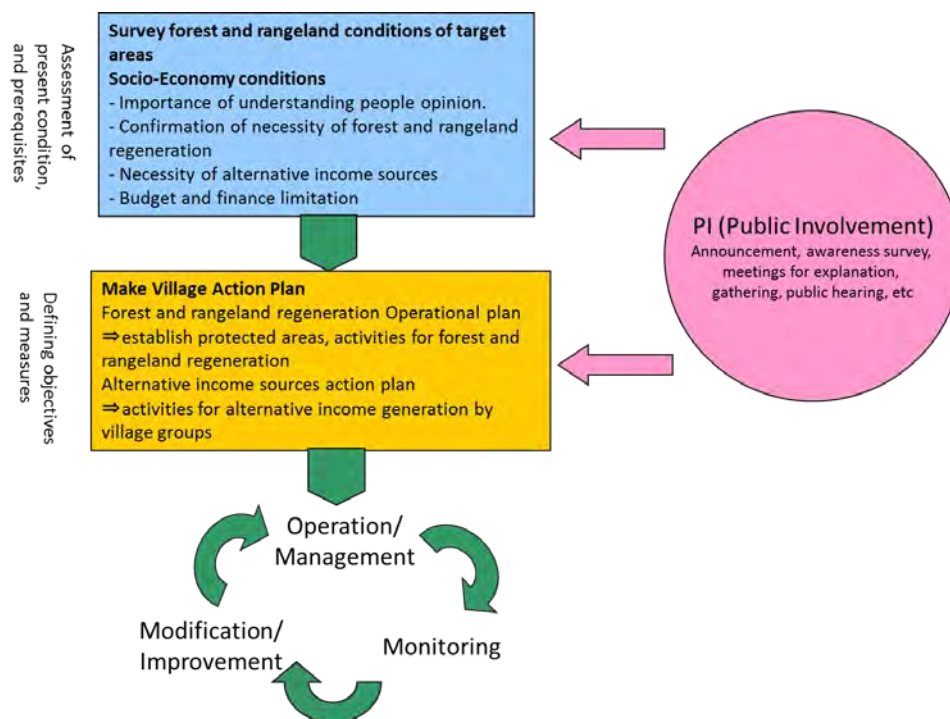 Assessment of
present condition,
and prerequisites
Survey forest and rangeland conditions of target
areas
Socio-Economy conditions
- Importance of understanding people opinion.
- Confirmation of necessity of forest and rangeland
regeneration
- Necessity of alternative income sources
- Budget and finance limitation
PI (Public Involvement)
Announcement, awareness survey,
meetings for explanation,
gathering, public hearing, etc
Defining objectives
and measures
Make Village Action Plan
Forest and rangeland regeneration Operational plan
⇒establish protected areas, activities for forest and
rangeland regeneration
Alternative income sources action plan
⇒activities for alternative income generation by
village groups
Operation/
Management
Monitoring
Modification/
Improvement